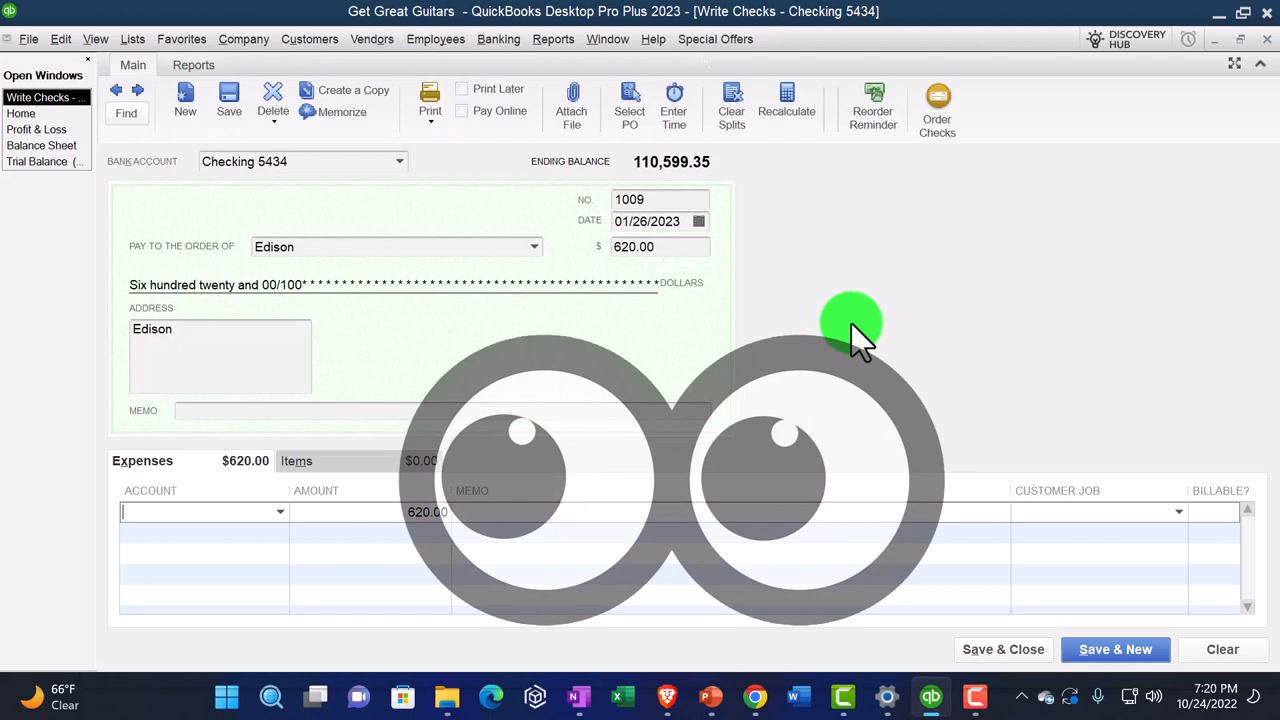 Get Great Guitars - QuickBooks Desktop Pro Plus 2023 - [Write Checks - Checking 5434]
File Edit View Lists Favorites Company Customers Vendors Employees Banking Reports Window Help Special Offers
DISCOVERY HUB
Open Windows
Write Checks - ...
Home
Profit & Loss
Balance Sheet
Trial Balance (...
Main Reports
Find
New
Save
Delete
Create a Copy
Memorize
Print
Print Later
Pay Online
Attach File
Select PO
Enter Time
Clear Splits
Recalculate
Reorder Reminder
Order Checks
BANK ACCOUNT Checking 5434 ENDING BALANCE 110,599.35
NO. 1009
DATE 01/26/2023
PAY TO THE ORDER OF Edison $ 620.00
Six hundred twenty and 00/100* * * * * * * * * * * * * * * * * * * * * * * * * * * * * * * * * * * * * * * * * * DOLLARS
ADDRESS
Edison
MEMO
Expenses $620.00 Items $0.00
ACCOUNT AMOUNT MEMO CUSTOMER:JOB BILLABLE?
620.00
Save & Close Save & New Clear
66°F
Clear
7:20 PM
10/24/2022